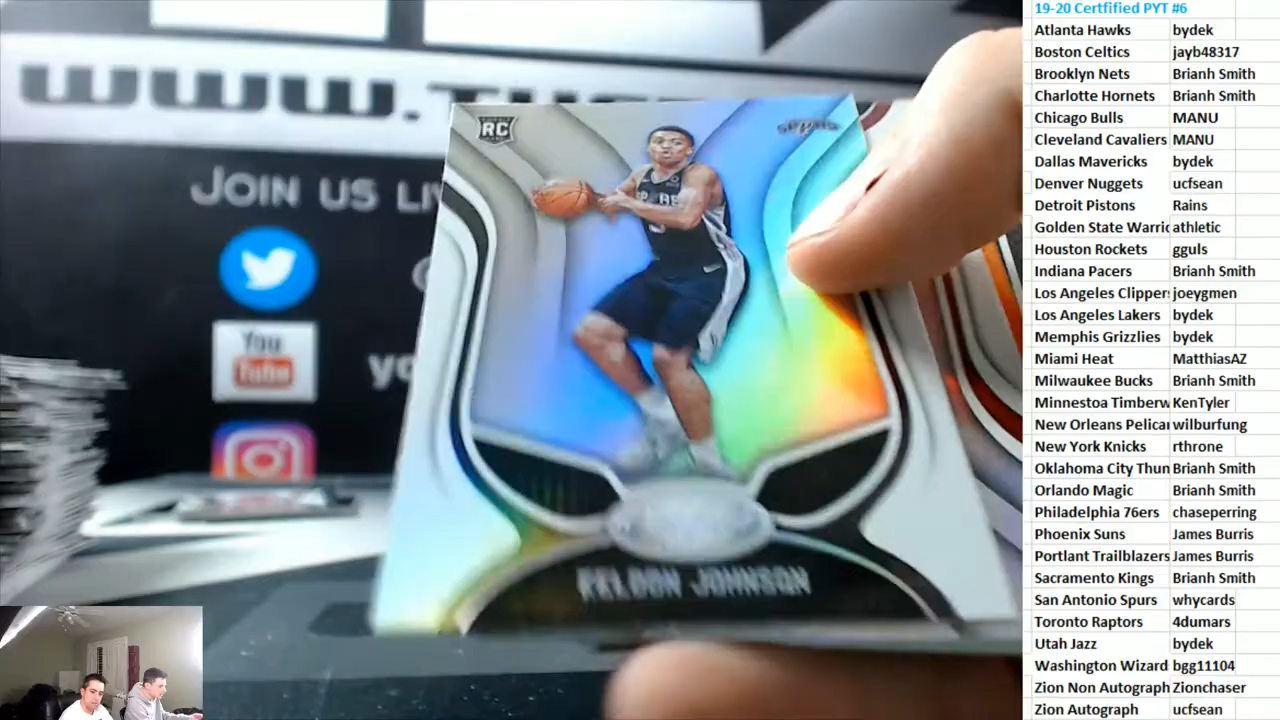 WWW.
JOIN US LI
You
Tube
yo
RC
SPURS
KELDON JOHNSON
19-20 Certfified PYT #6
Atlanta Hawks bydek
Boston Celtics jayb48317
Brooklyn Nets Brianh Smith
Charlotte Hornets Brianh Smith
Chicago Bulls MANU
Cleveland Cavaliers MANU
Dallas Mavericks bydek
Denver Nuggets ucfsean
Detroit Pistons Rains
Golden State Warric athletic
Houston Rockets gguls
Indiana Pacers Brianh Smith
Los Angeles Clipper joeygmen
Los Angeles Lakers bydek
Memphis Grizzlies bydek
Miami Heat MatthiasAZ
Milwaukee Bucks Brianh Smith
Minnestoa Timberw KenTyler
New Orleans Pelican wilburfung
New York Knicks rthrone
Oklahoma City Thun Brianh Smith
Orlando Magic Brianh Smith
Philadelphia 76ers chaseperring
Phoenix Suns James Burris
Portlant Trailblazers James Burris
Sacramento Kings Brianh Smith
San Antonio Spurs whycards
Toronto Raptors 4dumars
Utah Jazz bydek
Washington Wizard bgg11104
Zion Non Autograph Zionchaser
Zion Autograph ucfsean